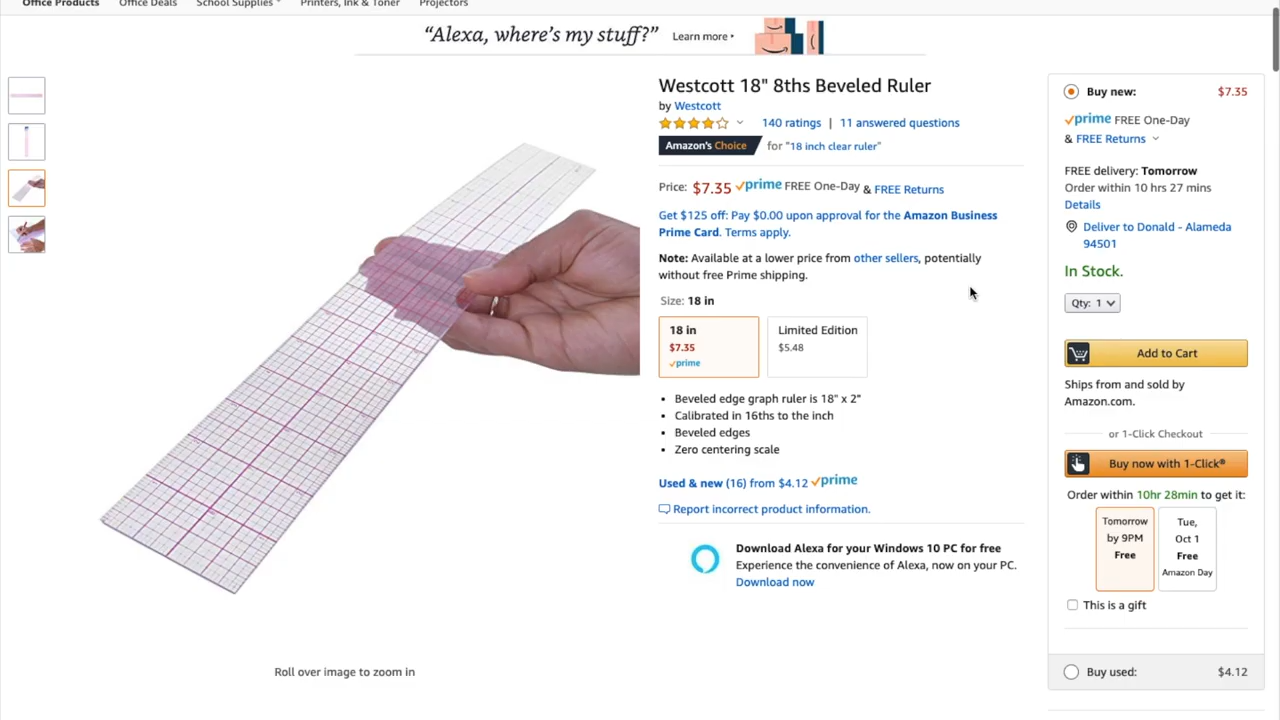 Office Products Office Deals School Supplies Printers, Ink & Toner Projectors
“Alexa, where’s my stuff?” Learn more
Westcott 18" 8ths Beveled Ruler
by Westcott
140 ratings | 11 answered questions
Amazon's Choice for "18 inch clear ruler"
Price: $7.35 prime FREE One-Day & FREE Returns
Get $125 off: Pay $0.00 upon approval for the Amazon Business
Prime Card. Terms apply.
Note: Available at a lower price from other sellers, potentially
without free Prime shipping.
Size: 18 in
18 in
$7.35
prime
Limited Edition
$5.48
Beveled edge graph ruler is 18" x 2"
Calibrated in 16ths to the inch
Beveled edges
Zero centering scale
Used & new (16) from $4.12 prime
Report incorrect product information.
Download Alexa for your Windows 10 PC for free
Experience the convenience of Alexa, now on your PC.
Download now
Roll over image to zoom in
Buy new: $7.35
prime FREE One-Day
& FREE Returns
FREE delivery: Tomorrow
Order within 10 hrs 27 mins
Details
Deliver to Donald - Alameda
94501
In Stock.
Qty: 1
Add to Cart
Ships from and sold by
Amazon.com.
or 1-Click Checkout
Buy now with 1-Click®
Order within 10hr 28min to get it:
Tomorrow
by 9PM
Free
Tue,
Oct 1
Free
Amazon Day
This is a gift
Buy used: $4.12